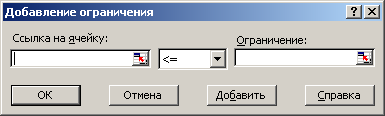 Добавление ограничения
Ссылка на ячейку: Ограничение:
<=
ОК Отмена Добавить Справка